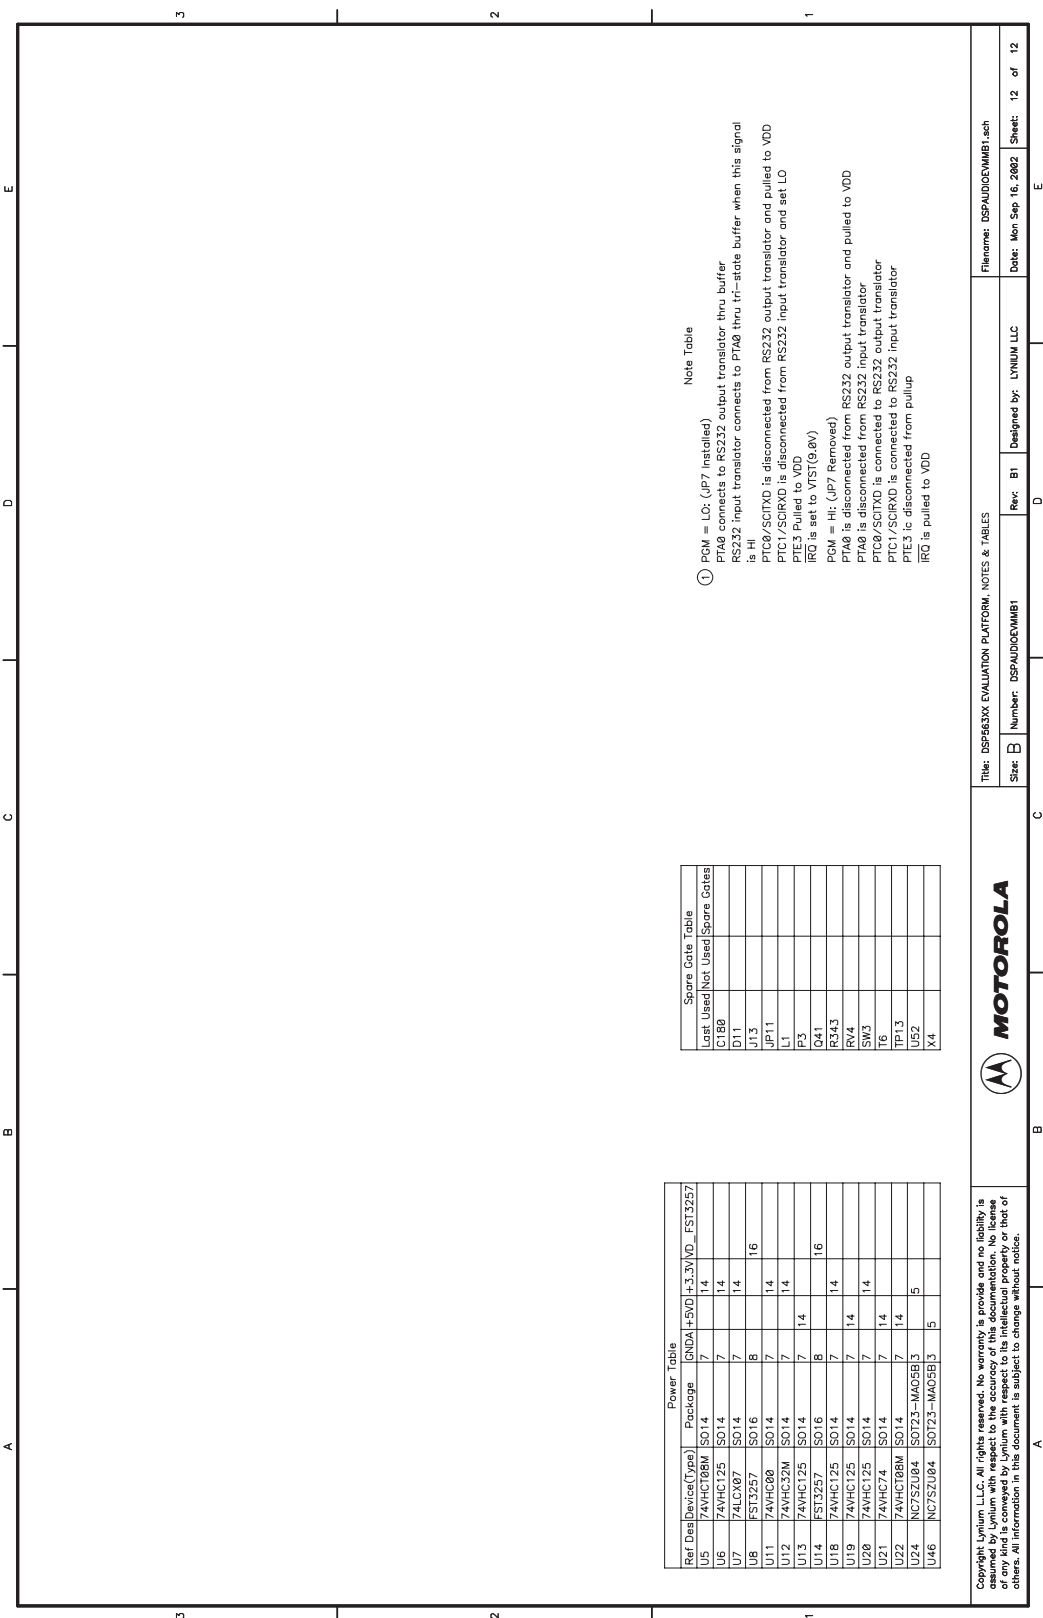 3
2
1
E
D
C
B
A
Note Table
1 PGM = LO: (JP7 Installed)
PTA0 connects to RS232 output translator thru buffer
RS232 input translator connects to PTA0 thru tri-state buffer when this signal
is HI
PTC0/SCITXD is disconnected from RS232 output translator and pulled to VDD
PTC1/SCIRXD is disconnected from RS232 input translator and set LO
PTE3 Pulled to VDD
IRQ is set to VTST(9.0V)
PGM = HI: (JP7 Removed)
PTA0 is disconnected from RS232 output translator and pulled to VDD
PTA0 is disconnected from RS232 input translator
PTC0/SCITXD is connected to RS232 output translator
PTC1/SCIRXD is connected to RS232 input translator
PTE3 ic disconnected from pullup
IRQ is pulled to VDD
Spare Gate Table
Last Used Not Used Spare Gates
C180
D11
J13
JP11
L1
P3
Q41
R343
RV4
SW3
T6
TP13
U52
X4
Power Table
Ref Des Device(Type) Package GNDA +5VD +3.3V VD_FST3257
U5 74VHCT08M SO14 7 14
U6 74VHC125 SO14 7 14
U7 74LCX07 SO14 7 14
U8 FST3257 SO16 8 16
U11 74VHC00 SO14 7 14
U12 74VHC32M SO14 7 14
U13 74VHC125 SO14 7 14
U14 FST3257 SO16 8 16
U18 74VHC125 SO14 7 14
U19 74VHC125 SO14 7 14
U20 74VHC125 SO14 7 14
U21 74VHC74 SO14 7 14
U22 74VHCT08M SO14 7 14
U24 NC7SZU04 SOT23-MA05B 3 5
U46 NC7SZU04 SOT23-MA05B 3 5
Copyright Lynium L.L.C. All rights reserved. No warranty is provide and no liability is
assumed by Lynium with respect to the accuracy of this documentation. No license
of any kind is conveyed by Lynium with respect to its intellectual property or that of
others. All information in this document is subject to change without notice.
MOTOROLA
Title: DSP563XX EVALUATION PLATFORM, NOTES & TABLES
Filename: DSPAUDIOEVMMB1.sch
Size: B Number: DSPAUDIOEVMMB1 Rev: B1 Designed by: LYNIUM LLC Date: Mon Sep 16, 2002 Sheet: 12 of 12
A
B
C
D
E
3
2
1